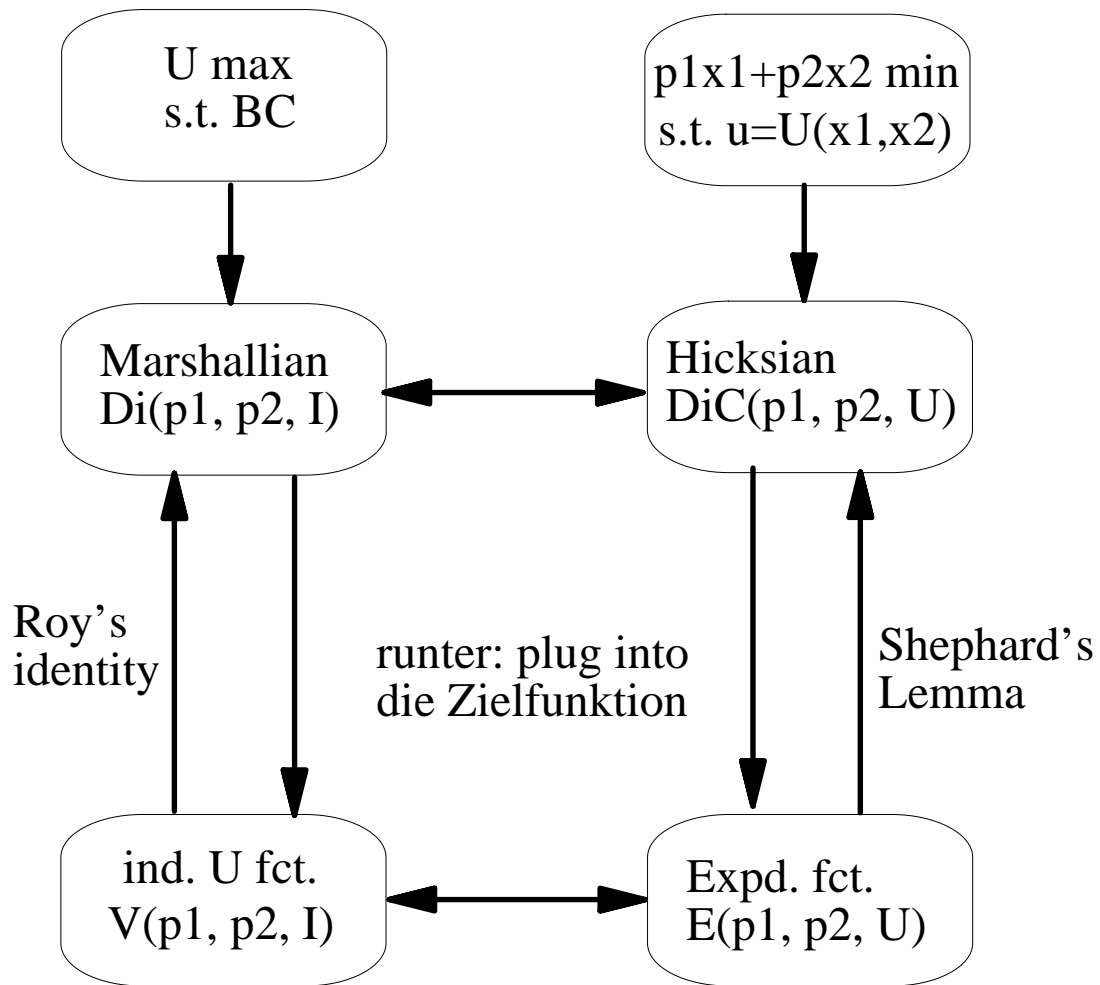 U max
s.t. BC
p1x1+p2x2 min
s.t. u=U(x1,x2)
Marshallian
Di(p1, p2, I)
Hicksian
DiC(p1, p2, U)
Roy’s
identity
runter: plug into
die Zielfunktion
Shephard’s
Lemma
ind. U fct.
V(p1, p2, I)
Expd. fct.
E(p1, p2, U)